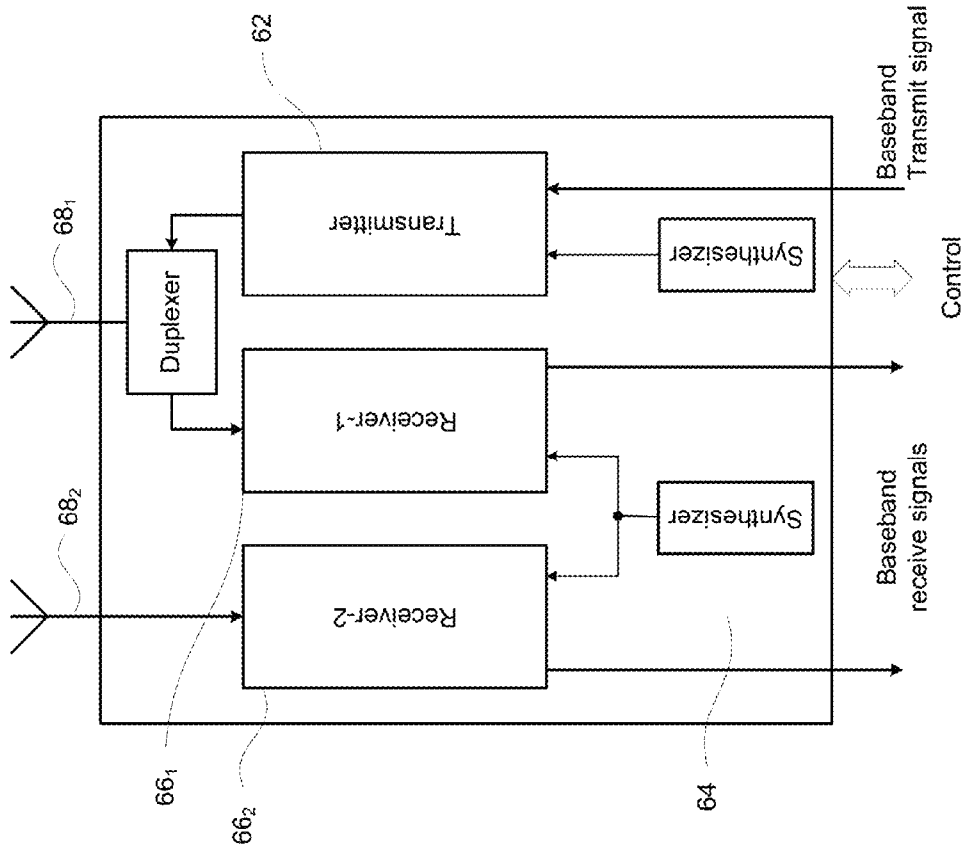 68₂
68₁
62
Duplexer
Transmitter
Receiver-1
Receiver-2
Synthesizer
Synthesizer
66₁
66₂
64
Baseband
receive signals
Control
Baseband
Transmit signal